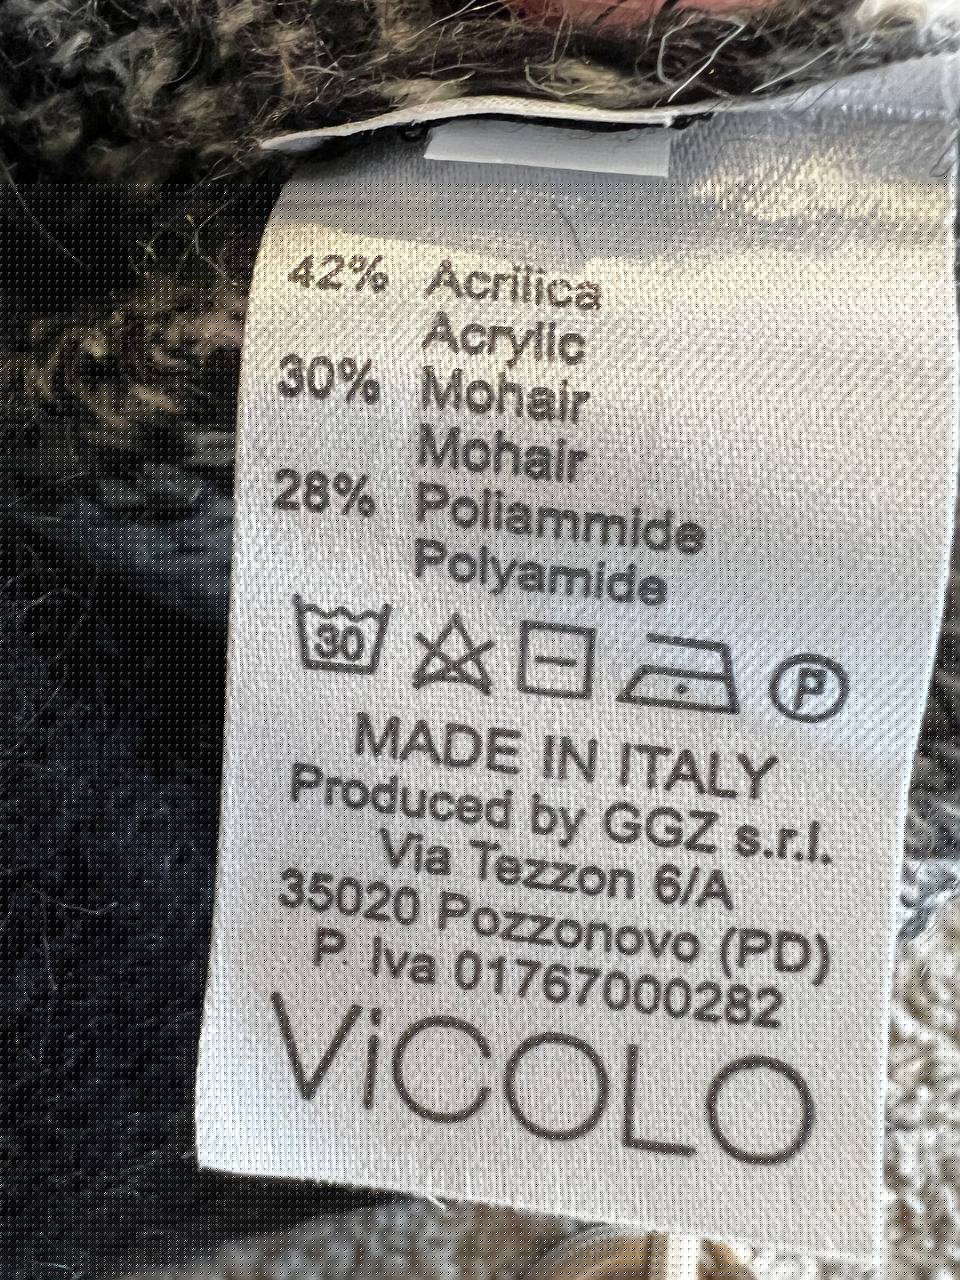 42% Acrilica
Acrylic
30% Mohair
Mohair
28% Poliammide
Polyamide
30 P
MADE IN ITALY
Produced by GGZ s.r.l.
Via Tezzon 6/A
35020 Pozzonovo (PD)
P. Iva 01767000282
ViCOLO